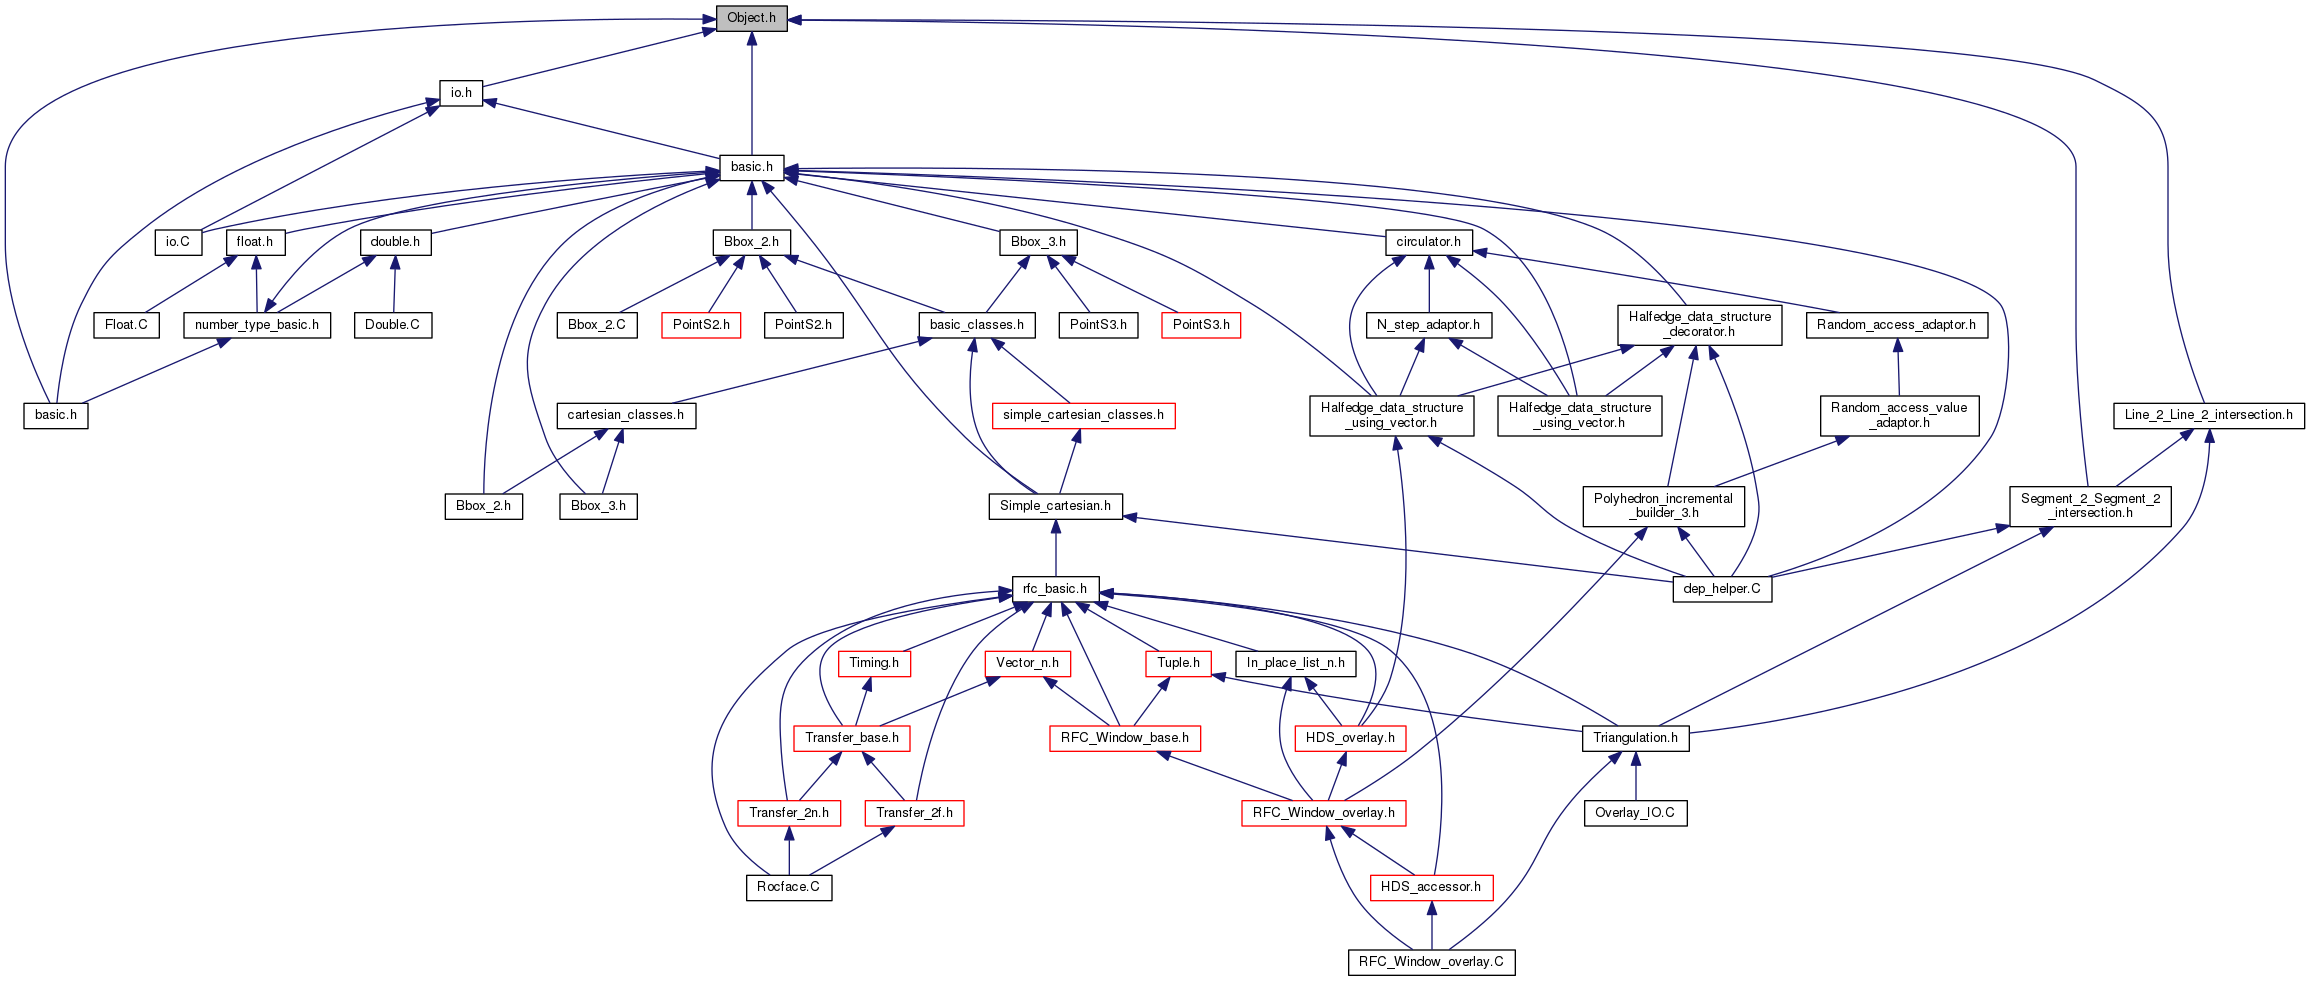 Object.h
io.h
basic.h
io.C
float.h
double.h
Bbox_2.h
Bbox_3.h
circulator.h
Float.C
number_type_basic.h
Double.C
Bbox_2.C
PointS2.h
PointS2.h
basic_classes.h
PointS3.h
PointS3.h
N_step_adaptor.h
Halfedge_data_structure
_decorator.h
Random_access_adaptor.h
basic.h
cartesian_classes.h
simple_cartesian_classes.h
Halfedge_data_structure
_using_vector.h
Halfedge_data_structure
_using_vector.h
Random_access_value
_adaptor.h
Line_2_Line_2_intersection.h
Bbox_2.h
Bbox_3.h
Simple_cartesian.h
Polyhedron_incremental
_builder_3.h
Segment_2_Segment_2
_intersection.h
rfc_basic.h
dep_helper.C
Timing.h
Vector_n.h
Tuple.h
In_place_list_n.h
Transfer_base.h
RFC_Window_base.h
HDS_overlay.h
Triangulation.h
Transfer_2n.h
Transfer_2f.h
RFC_Window_overlay.h
Overlay_IO.C
Rocface.C
HDS_accessor.h
RFC_Window_overlay.C